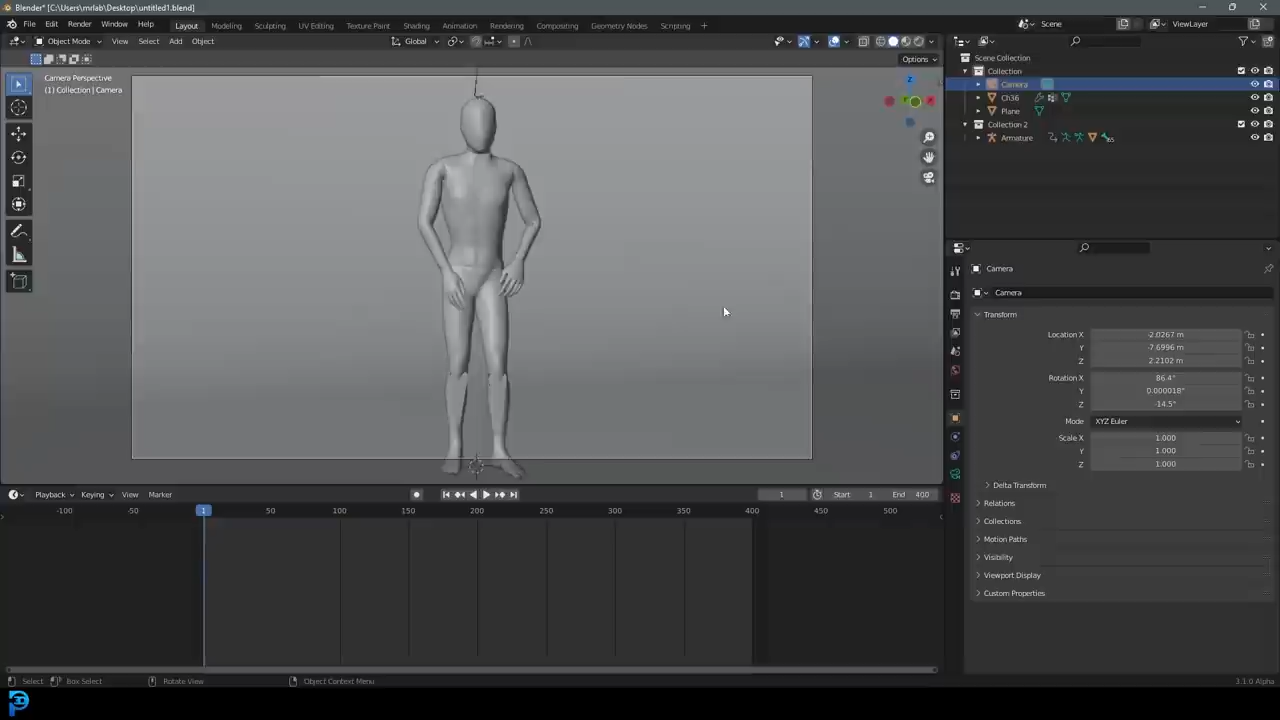 Blender* [C:\Users\mrlab\Desktop\untitled1.blend]
File Edit Render Window Help Layout Modeling Sculpting UV Editing Texture Paint Shading Animation Rendering Compositing Geometry Nodes Scripting + Scene ViewLayer
Object Mode View Select Add Object Global
Options
Camera Perspective
(1) Collection | Camera
Z
Scene Collection
Collection
Camera
Ch36
Plane
Collection 2
Armature
Camera
Camera
Transform
Location X -2.0267 m
Y -7.6996 m
Z 2.2102 m
Rotation X 86.4°
Y 0.000018°
Z -14.5°
Mode XYZ Euler
Scale X 1.000
Y 1.000
Z 1.000
Delta Transform
Relations
Collections
Motion Paths
Visibility
Viewport Display
Custom Properties
Playback Keying View Marker 1 Start 1 End 400
-100 -50 1 50 100 150 200 250 300 350 400 450 500
Select Box Select Rotate View Object Context Menu 3.1.0 Alpha